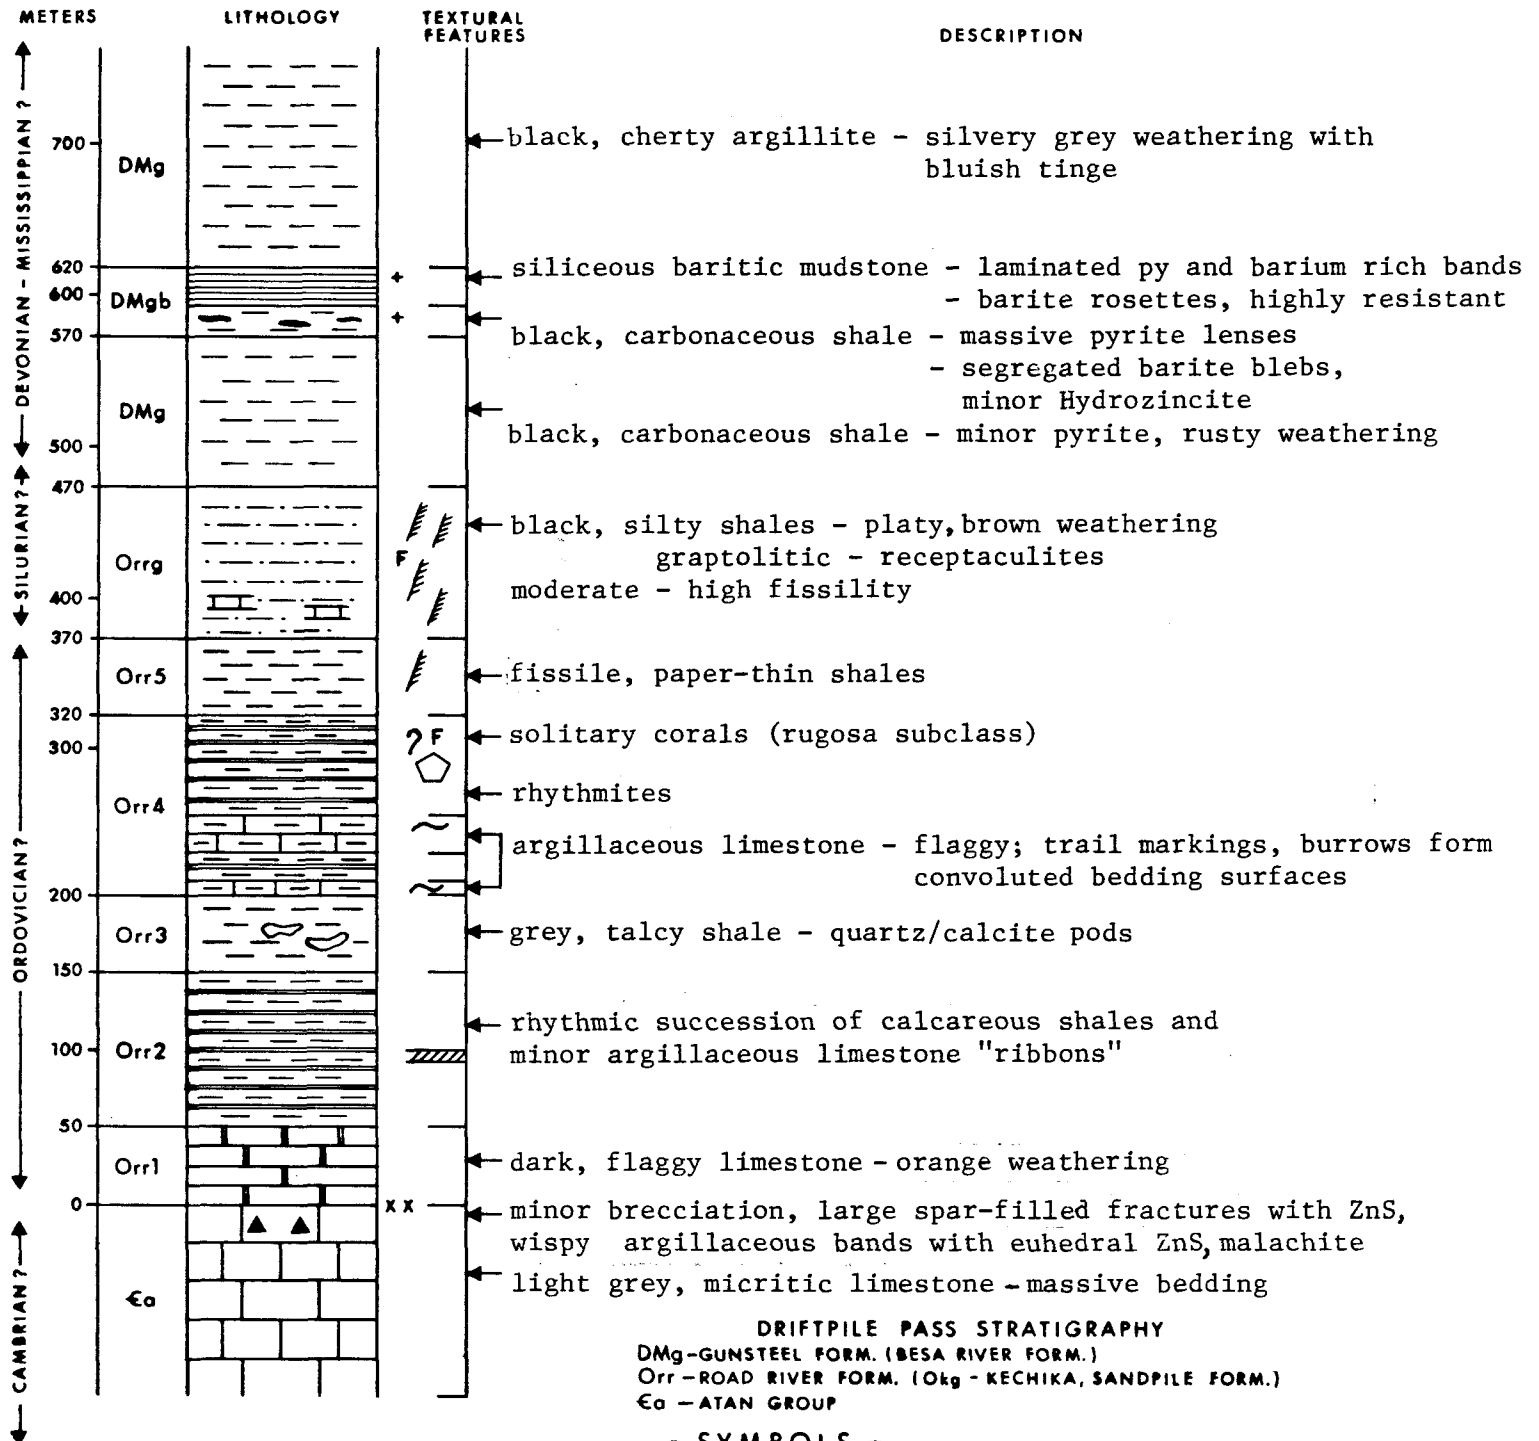 METERS
LITHOLOGY
TEXTURAL
FEATURES
DESCRIPTION
DEVONIAN - MISSISSIPPIAN ?
SILURIAN?
ORDOVICIAN?
CAMBRIAN?
700
620
600
570
500
470
400
370
320
300
200
150
100
50
0
DMg
DMgb
DMg
Orrg
Orr5
Orr4
Orr3
Orr2
Orr1
Єa
+
+
F
? F
x x
black, cherty argillite - silvery grey weathering with
bluish tinge
siliceous baritic mudstone - laminated py and barium rich bands
- barite rosettes, highly resistant
black, carbonaceous shale - massive pyrite lenses
- segregated barite blebs,
minor Hydrozincite
black, carbonaceous shale - minor pyrite, rusty weathering
black, silty shales - platy, brown weathering
graptolitic - receptaculites
moderate - high fissility
fissile, paper-thin shales
solitary corals (rugosa subclass)
rhythmites
argillaceous limestone - flaggy; trail markings, burrows form
convoluted bedding surfaces
grey, talcy shale - quartz/calcite pods
rhythmic succession of calcareous shales and
minor argillaceous limestone "ribbons"
dark, flaggy limestone - orange weathering
minor brecciation, large spar-filled fractures with ZnS,
wispy argillaceous bands with euhedral ZnS, malachite
light grey, micritic limestone - massive bedding
DRIFTPILE PASS STRATIGRAPHY
DMg-GUNSTEEL FORM. (BESA RIVER FORM.)
Orr - ROAD RIVER FORM. (Okg - KECHIKA, SANDPILE FORM.)
Єa - ATAN GROUP
- SYMBOLS -